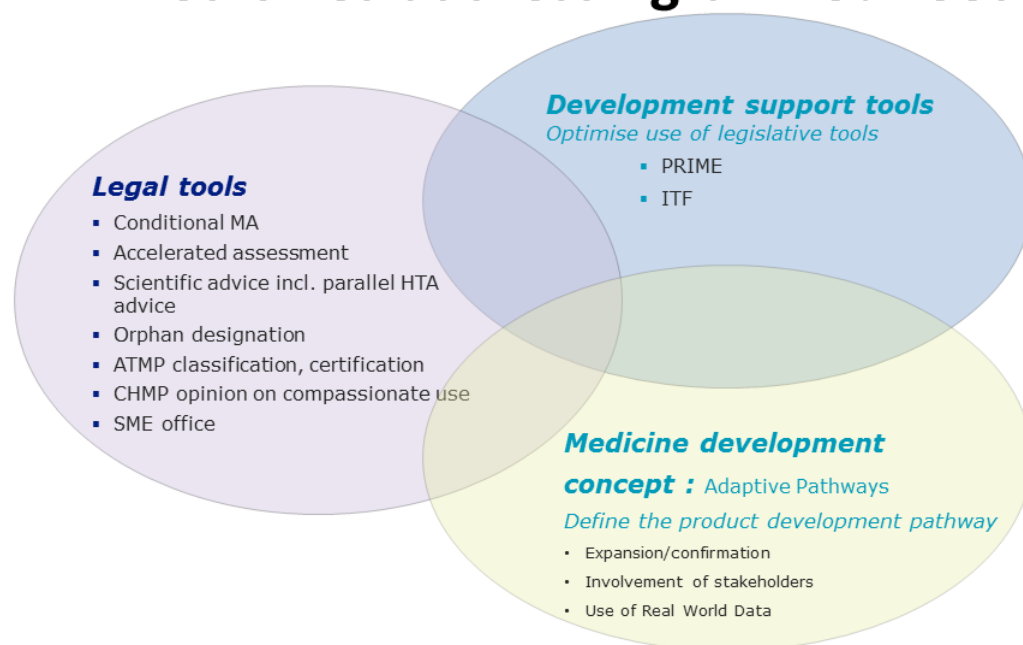 Development support tools
Optimise use of legislative tools
▪ PRIME
▪ ITF
Legal tools
▪ Conditional MA
▪ Accelerated assessment
▪ Scientific advice incl. parallel HTA
advice
▪ Orphan designation
▪ ATMP classification, certification
▪ CHMP opinion on compassionate use
▪ SME office
Medicine development
concept : Adaptive Pathways
Define the product development pathway
• Expansion/confirmation
• Involvement of stakeholders
• Use of Real World Data